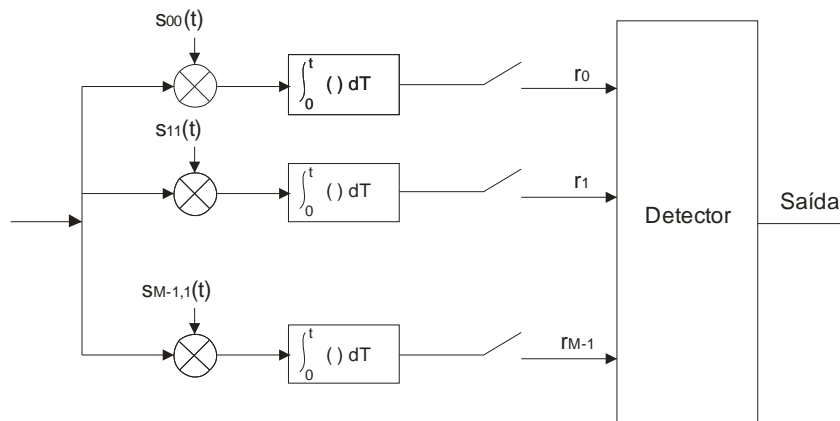 s00(t)
∫0t ( ) dT
r0
s11(t)
∫0t ( ) dT
r1
Detector
Saída
sM-1,1(t)
∫0t ( ) dT
rM-1